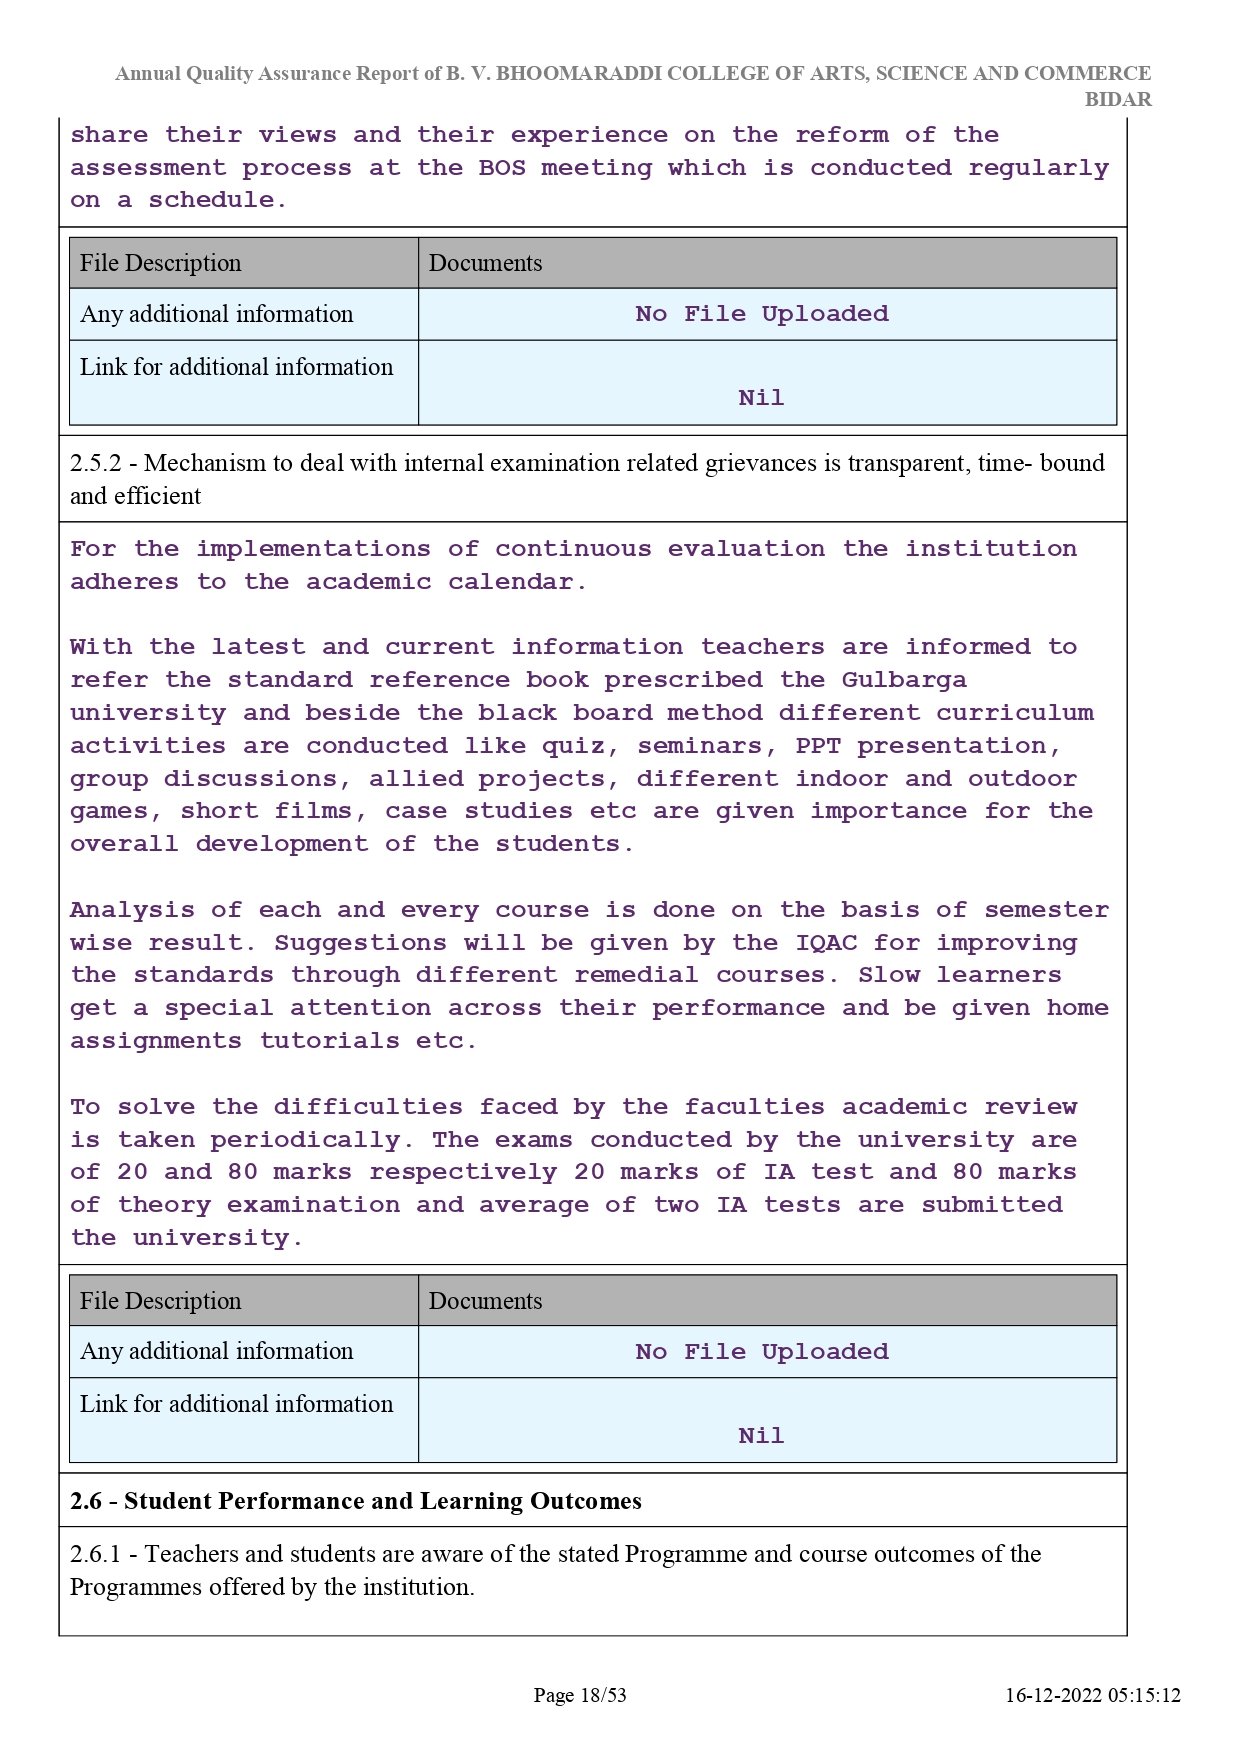 Annual Quality Assurance Report of B. V. BHOOMARADDI COLLEGE OF ARTS, SCIENCE AND COMMERCE
BIDAR
share their views and their experience on the reform of the
assessment process at the BOS meeting which is conducted regularly
on a schedule.
File Description Documents
Any additional information No File Uploaded
Link for additional information
Nil
2.5.2 - Mechanism to deal with internal examination related grievances is transparent, time- bound
and efficient
For the implementations of continuous evaluation the institution
adheres to the academic calendar.
With the latest and current information teachers are informed to
refer the standard reference book prescribed the Gulbarga
university and beside the black board method different curriculum
activities are conducted like quiz, seminars, PPT presentation,
group discussions, allied projects, different indoor and outdoor
games, short films, case studies etc are given importance for the
overall development of the students.
Analysis of each and every course is done on the basis of semester
wise result. Suggestions will be given by the IQAC for improving
the standards through different remedial courses. Slow learners
get a special attention across their performance and be given home
assignments tutorials etc.
To solve the difficulties faced by the faculties academic review
is taken periodically. The exams conducted by the university are
of 20 and 80 marks respectively 20 marks of IA test and 80 marks
of theory examination and average of two IA tests are submitted
the university.
File Description Documents
Any additional information No File Uploaded
Link for additional information
Nil
2.6 - Student Performance and Learning Outcomes
2.6.1 - Teachers and students are aware of the stated Programme and course outcomes of the
Programmes offered by the institution.
Page 18/53 16-12-2022 05:15:12